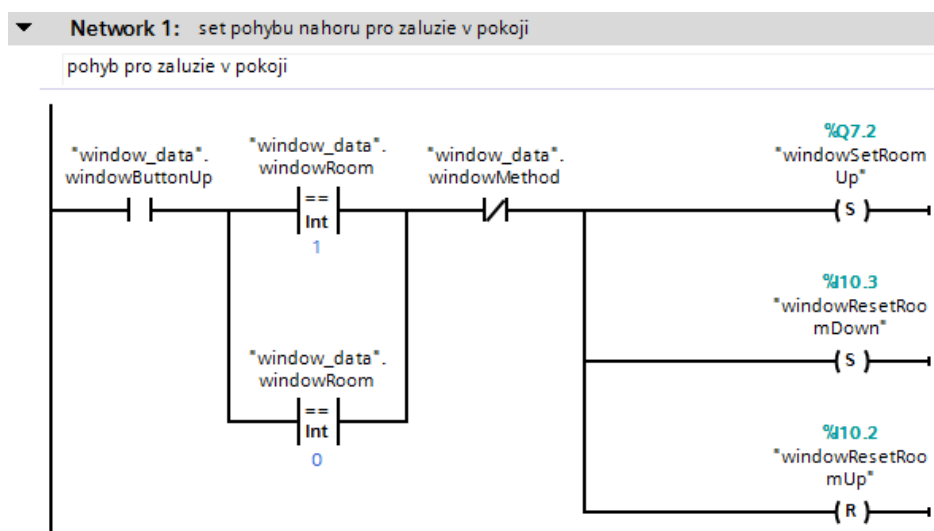 Network 1: set pohybu nahoru pro zaluzie v pokoji
pohyb pro zaluzie v pokoji
"window_data".
windowButtonUp
"window_data".
windowRoom
==
Int
1
"window_data".
windowMethod
%Q7.2
"windowSetRoom
Up"
S
%I10.3
"windowResetRoo
mDown"
S
"window_data".
windowRoom
==
Int
0
%I10.2
"windowResetRoo
mUp"
R